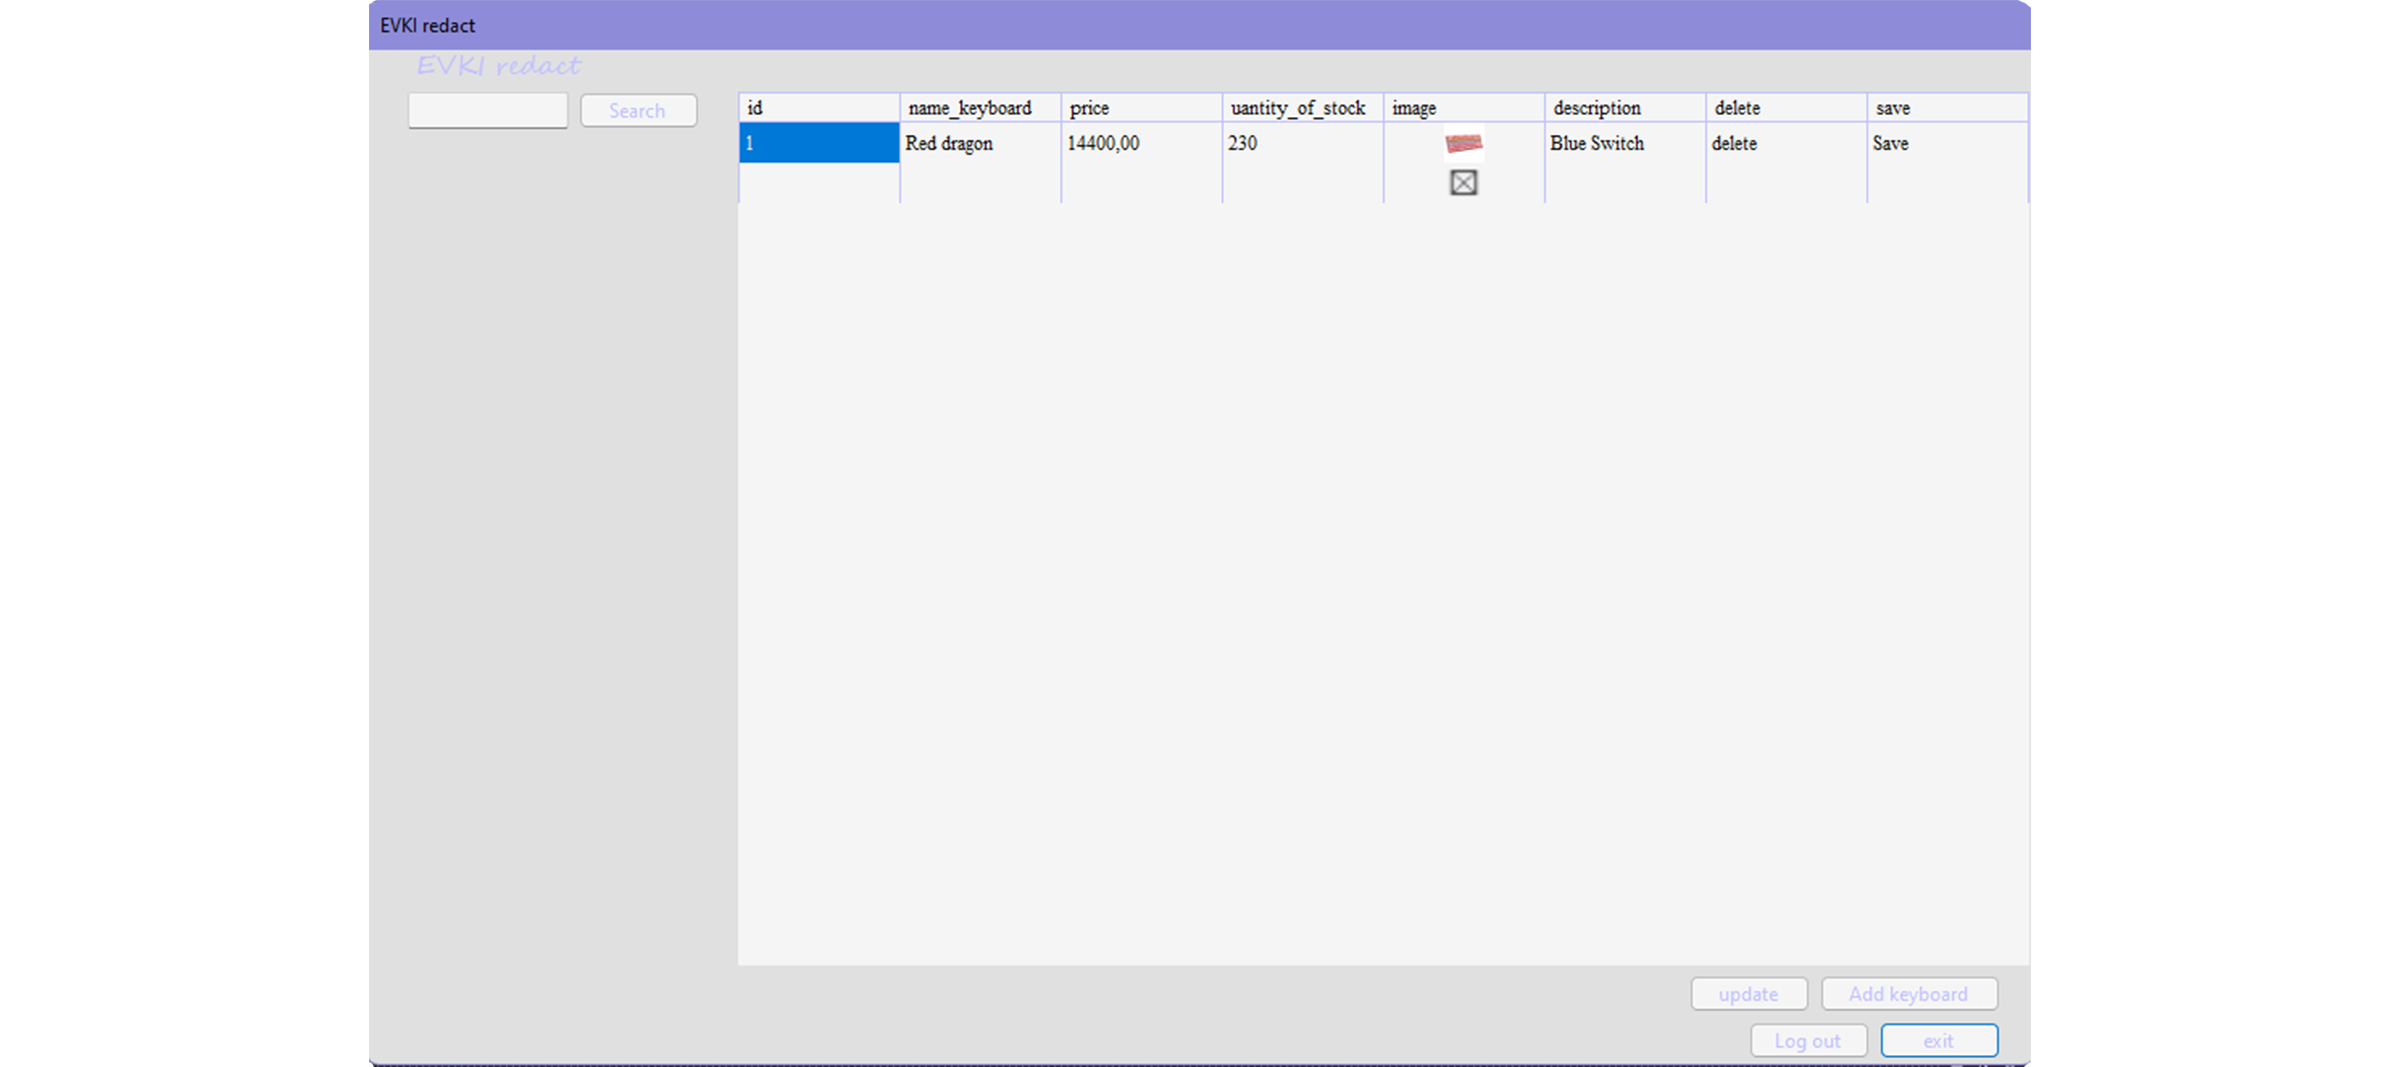 EVKI redact
EVKI redact
Search
id name_keyboard price uantity_of_stock image description delete save
1 Red dragon 14400,00 230 Blue Switch delete Save
update Add keyboard
Log out exit